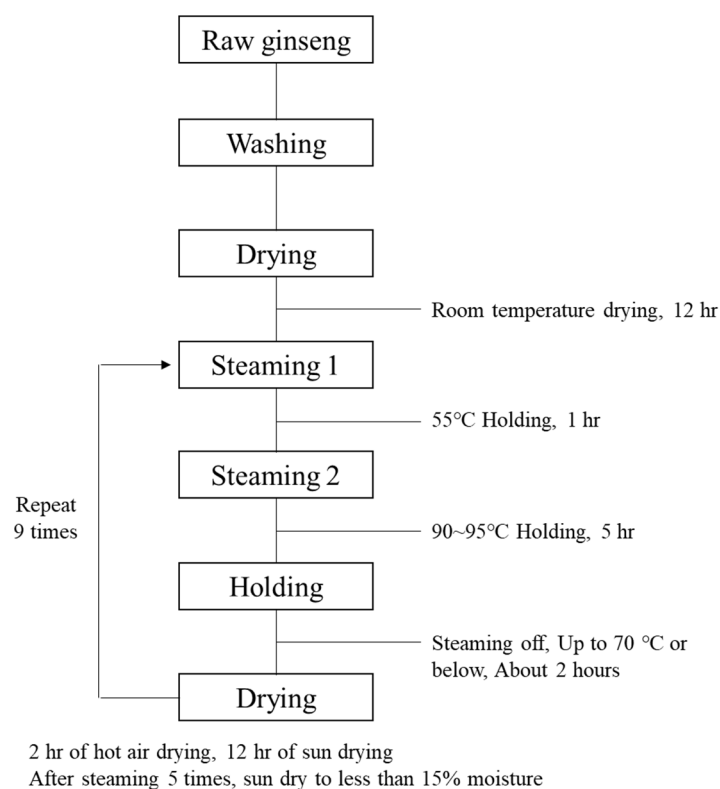 Raw ginseng
Washing
Drying
Room temperature drying, 12 hr
Steaming 1
55℃ Holding, 1 hr
Steaming 2
Repeat
9 times
90~95℃ Holding, 5 hr
Holding
Steaming off, Up to 70 ℃ or
below, About 2 hours
Drying
2 hr of hot air drying, 12 hr of sun drying
After steaming 5 times, sun dry to less than 15% moisture